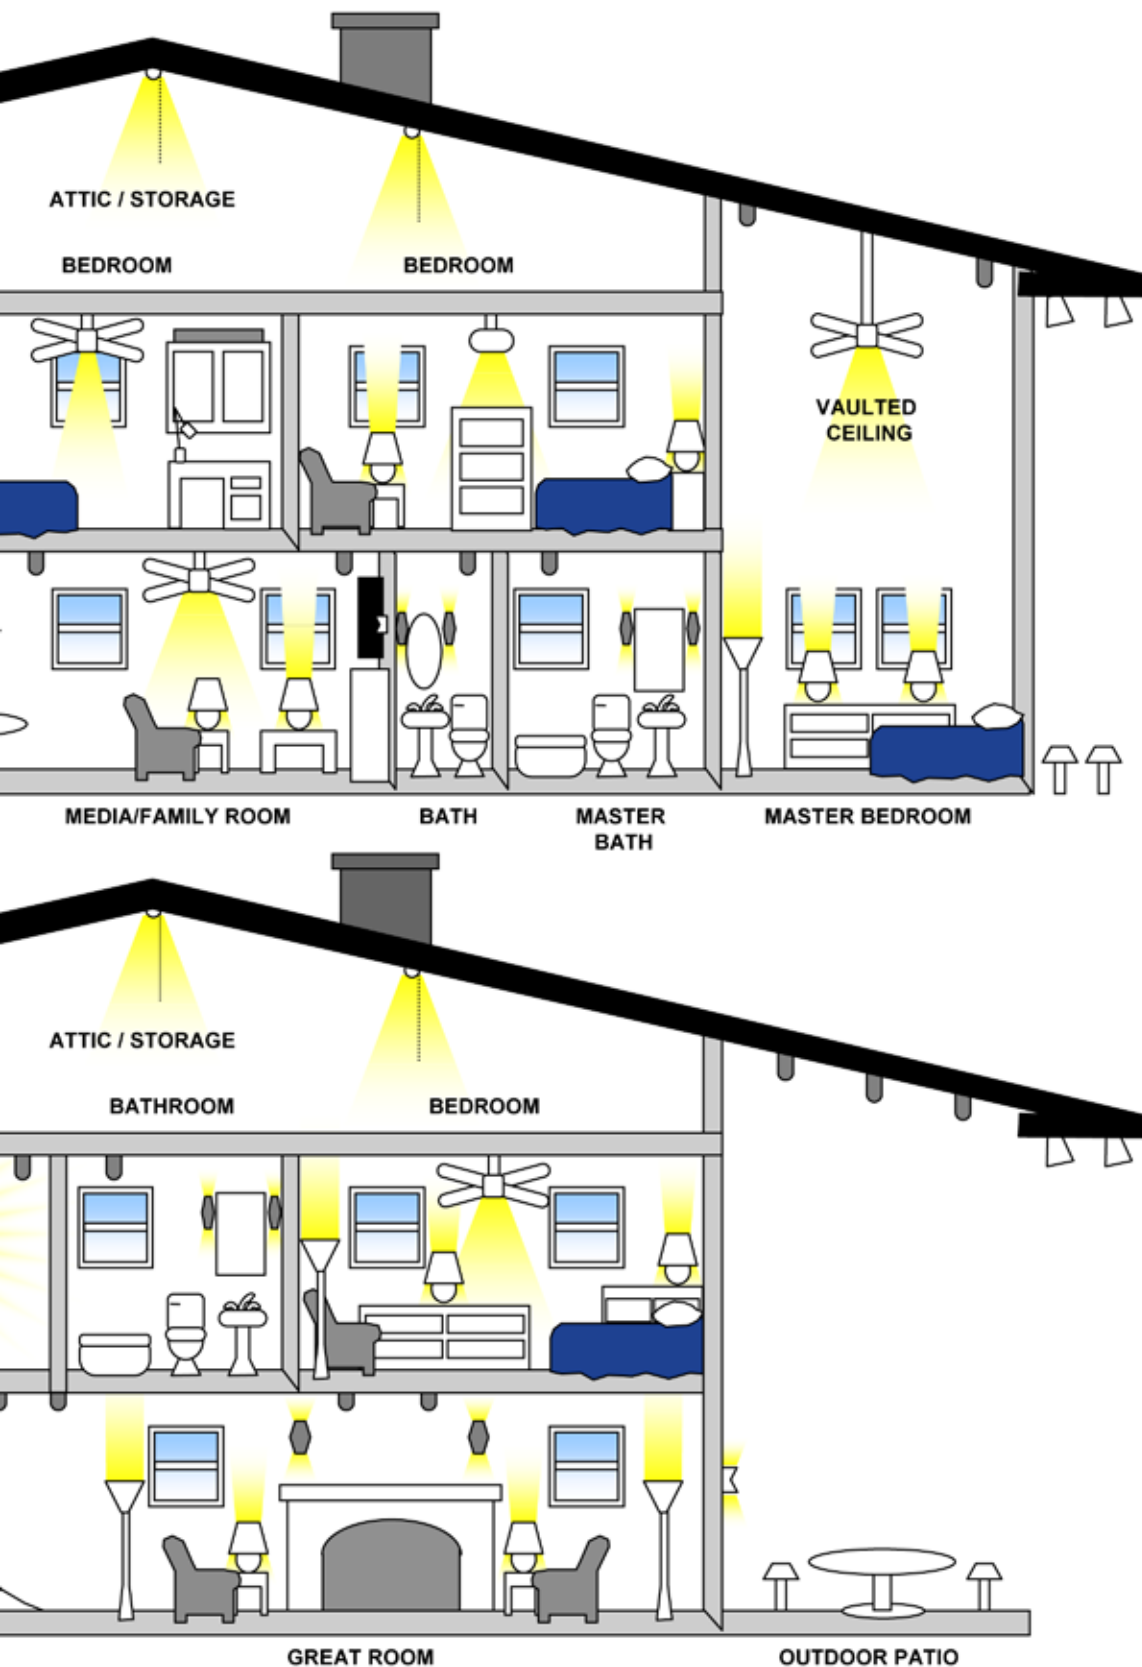 ATTIC / STORAGE
BEDROOM
BEDROOM
VAULTED
CEILING
MEDIA/FAMILY ROOM
BATH
MASTER
BATH
MASTER BEDROOM
ATTIC / STORAGE
BATHROOM
BEDROOM
GREAT ROOM
OUTDOOR PATIO